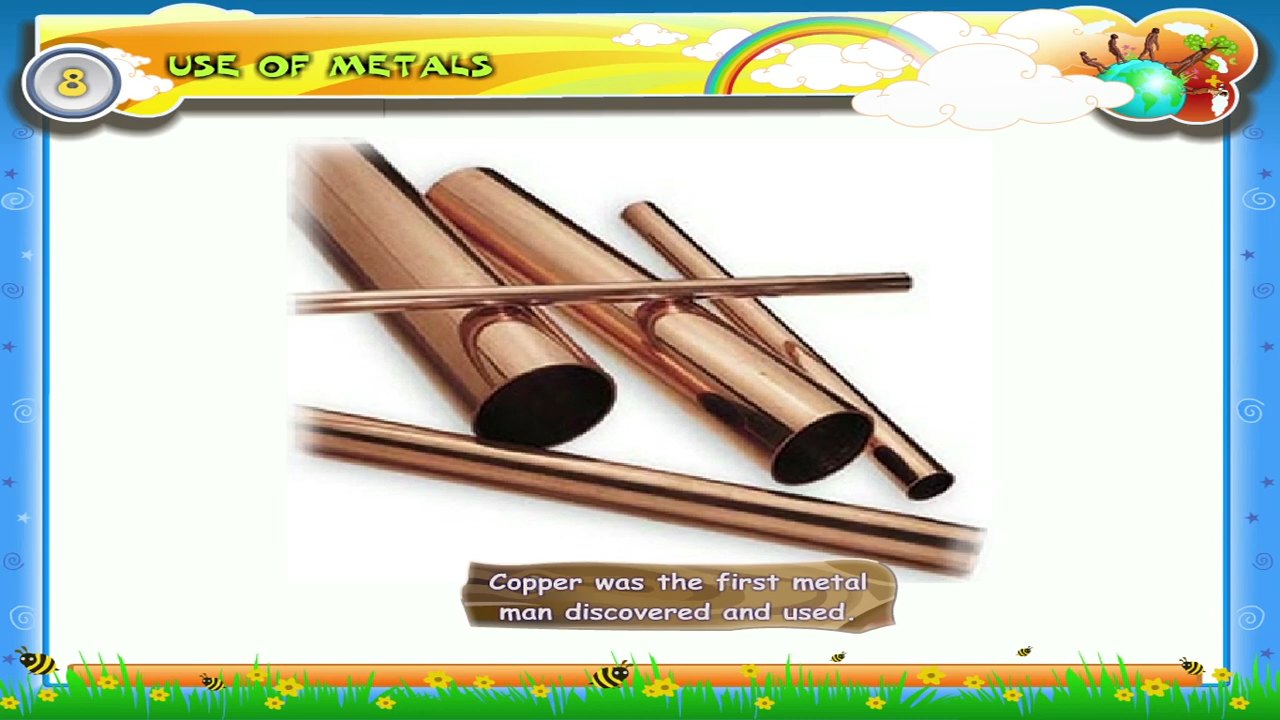 8
USE OF METALS
Copper was the first metal
man discovered and used.